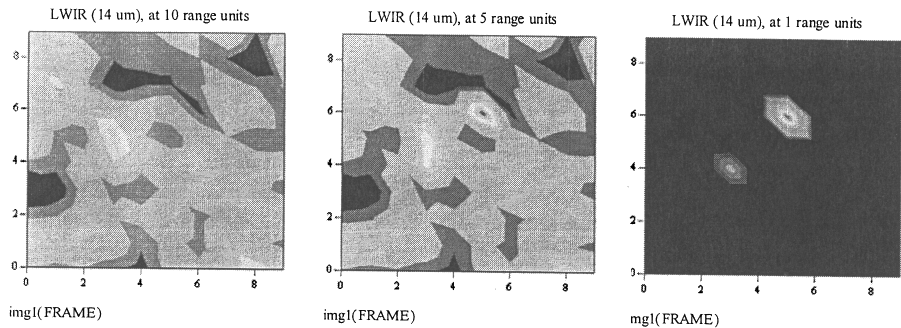 LWIR (14 um), at 10 range units
8
6
4
2
0
0 2 4 6 8
img1(FRAME)
LWIR (14 um), at 5 range units
8
6
4
2
0
0 2 4 6 8
img1(FRAME)
LWIR (14 um), at 1 range units
8
6
4
2
0
0 2 4 6 8
mg1(FRAME)